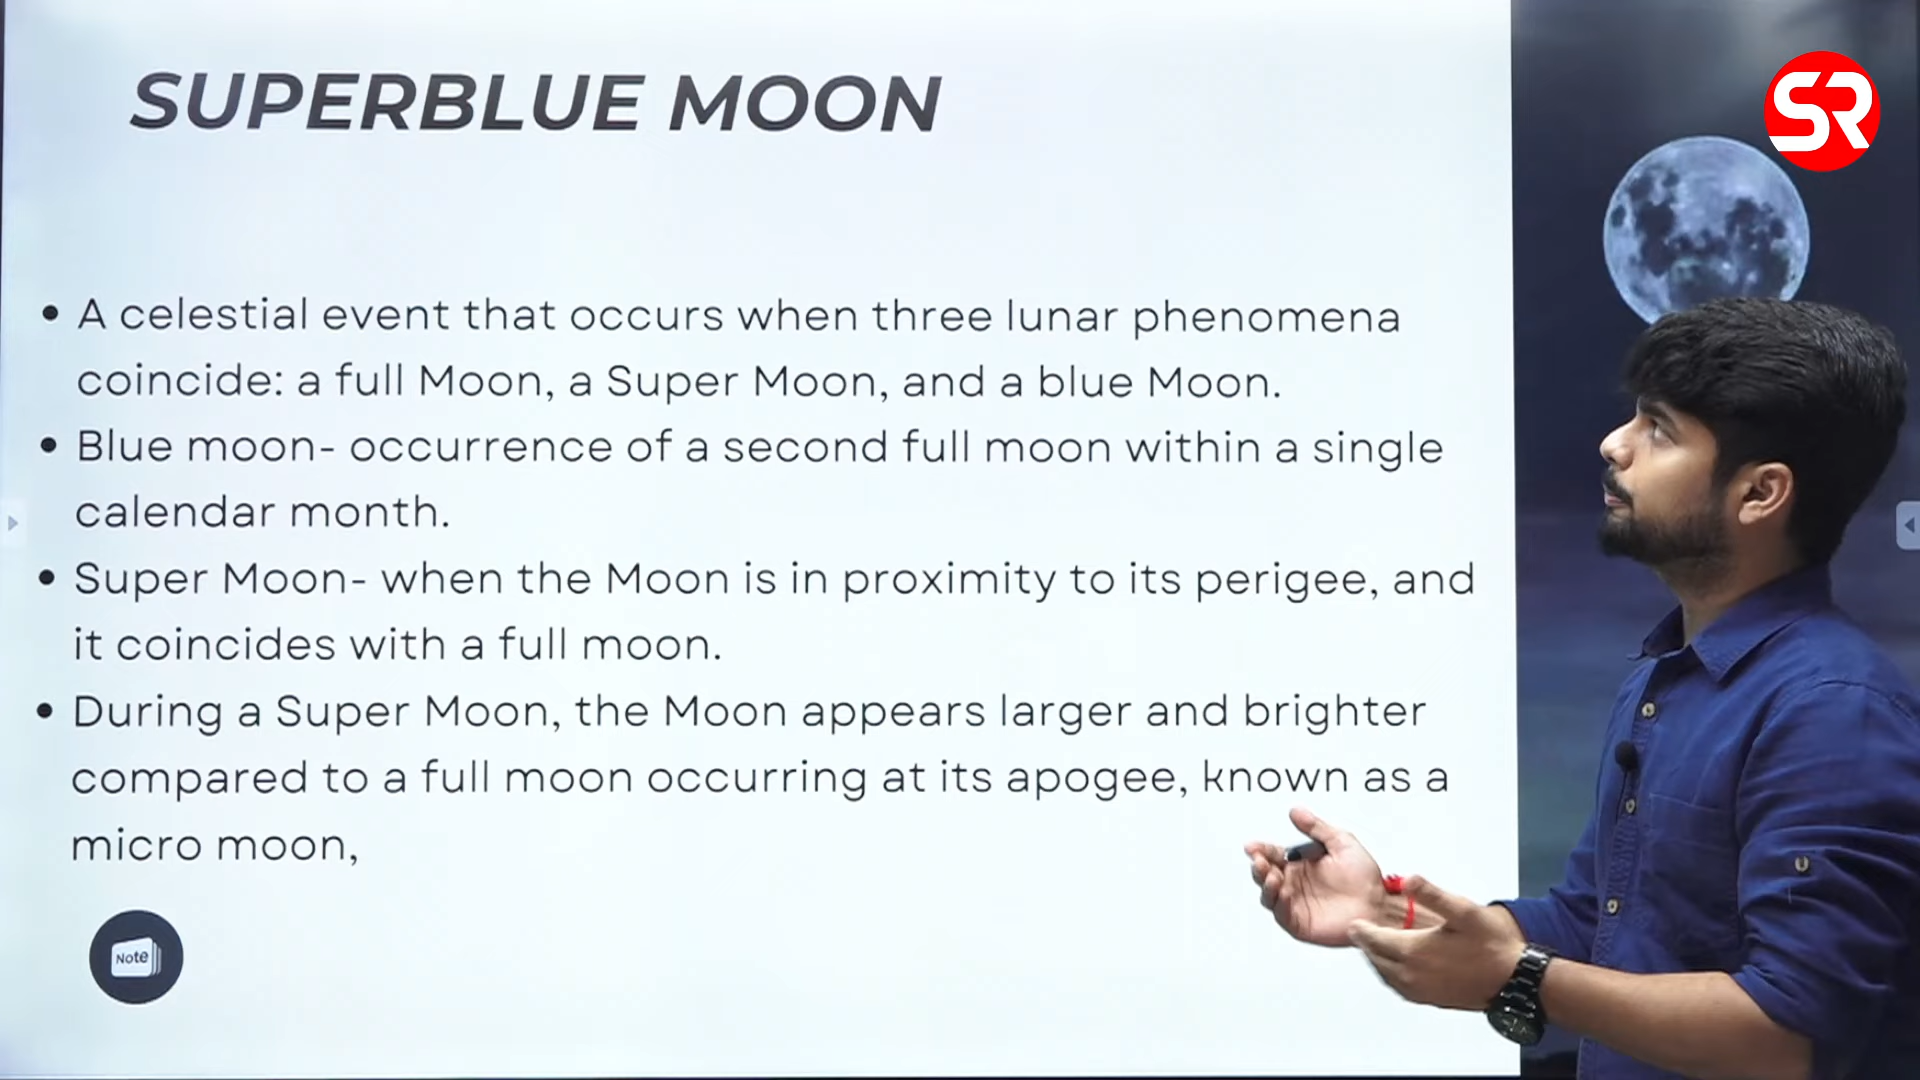 SUPERBLUE MOON
SR
• A celestial event that occurs when three lunar phenomena
coincide: a full Moon, a Super Moon, and a blue Moon.
• Blue moon- occurrence of a second full moon within a single
calendar month.
• Super Moon- when the Moon is in proximity to its perigee, and
it coincides with a full moon.
• During a Super Moon, the Moon appears larger and brighter
compared to a full moon occurring at its apogee, known as a
micro moon,
Note